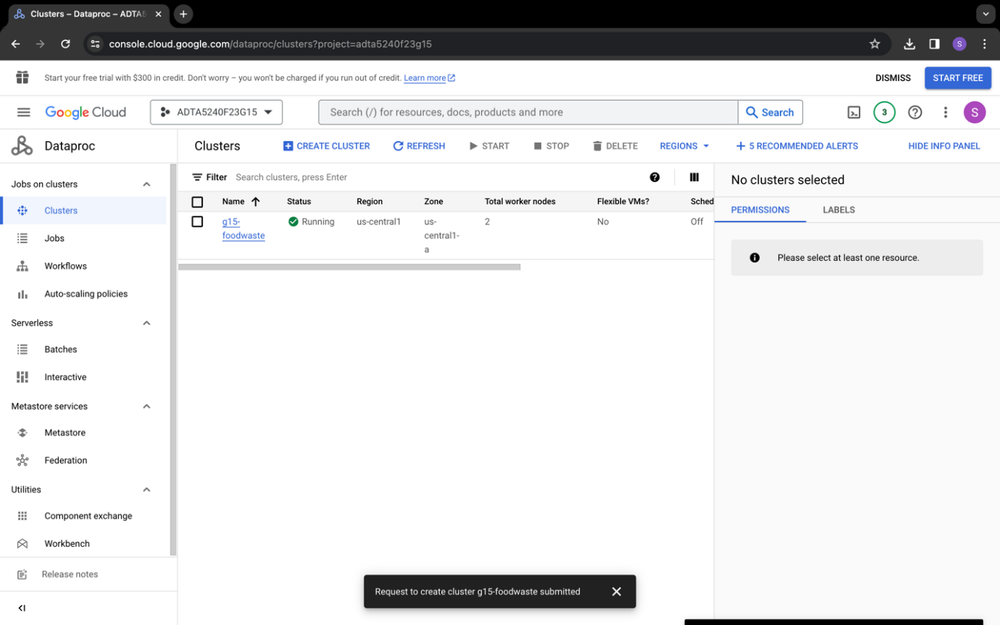 Clusters – Dataproc – ADTA5
console.cloud.google.com/dataproc/clusters?project=adta5240f23g15
S
Start your free trial with $300 in credit. Don't worry – you won't be charged if you run out of credit. Learn more
DISMISS
START FREE
Google Cloud
ADTA5240F23G15
Search (/) for resources, docs, products and more
Search
3
S
Dataproc
Clusters
CREATE CLUSTER
REFRESH
START
STOP
DELETE
REGIONS
5 RECOMMENDED ALERTS
HIDE INFO PANEL
Jobs on clusters
Clusters
Jobs
Workflows
Auto-scaling policies
Serverless
Batches
Interactive
Metastore services
Metastore
Federation
Utilities
Component exchange
Workbench
Release notes
Filter Search clusters, press Enter
Name Status Region Zone Total worker nodes Flexible VMs? Sched
g15- Running us-central1 us- 2 No Off
foodwaste central1-
a
No clusters selected
PERMISSIONS LABELS
Please select at least one resource.
Request to create cluster g15-foodwaste submitted